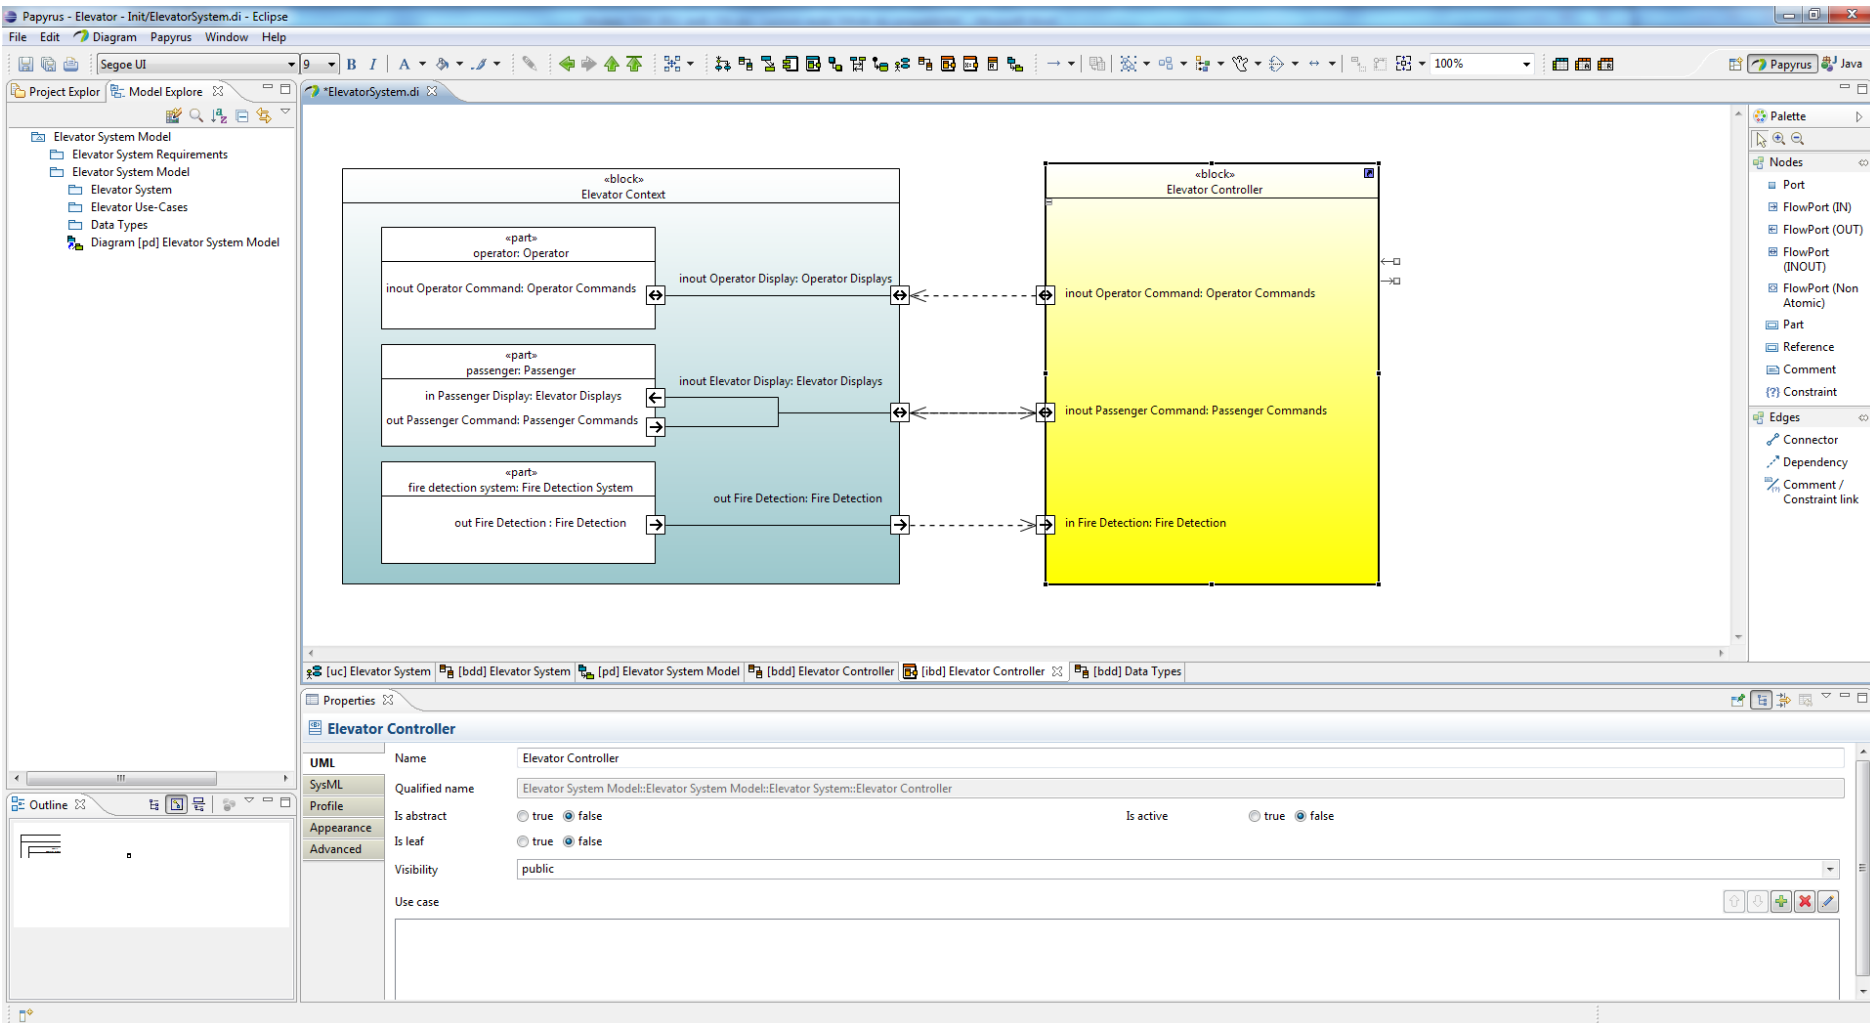 Papyrus - Elevator - Init/ElevatorSystem.di - Eclipse
File Edit Diagram Papyrus Window Help
Segoe UI 9 B I A 100% Papyrus Java
Project Explor Model Explore
Elevator System Model
Elevator System Requirements
Elevator System Model
Elevator System
Elevator Use-Cases
Data Types
Diagram [pd] Elevator System Model
Outline
*ElevatorSystem.di
«block»
Elevator Context
«part»
operator: Operator
inout Operator Command: Operator Commands
inout Operator Display: Operator Displays
«part»
passenger: Passenger
in Passenger Display: Elevator Displays
out Passenger Command: Passenger Commands
inout Elevator Display: Elevator Displays
«part»
fire detection system: Fire Detection System
out Fire Detection : Fire Detection
out Fire Detection: Fire Detection
«block»
Elevator Controller
inout Operator Command: Operator Commands
inout Passenger Command: Passenger Commands
in Fire Detection: Fire Detection
Palette
Nodes
Port
FlowPort (IN)
FlowPort (OUT)
FlowPort
(INOUT)
FlowPort (Non
Atomic)
Part
Reference
Comment
Constraint
Edges
Connector
Dependency
Comment /
Constraint link
[uc] Elevator System [bdd] Elevator System [pd] Elevator System Model [bdd] Elevator Controller [ibd] Elevator Controller [bdd] Data Types
Properties
Elevator Controller
UML
SysML
Profile
Appearance
Advanced
Name Elevator Controller
Qualified name Elevator System Model::Elevator System Model::Elevator System::Elevator Controller
Is abstract true false Is active true false
Is leaf true false
Visibility public
Use case